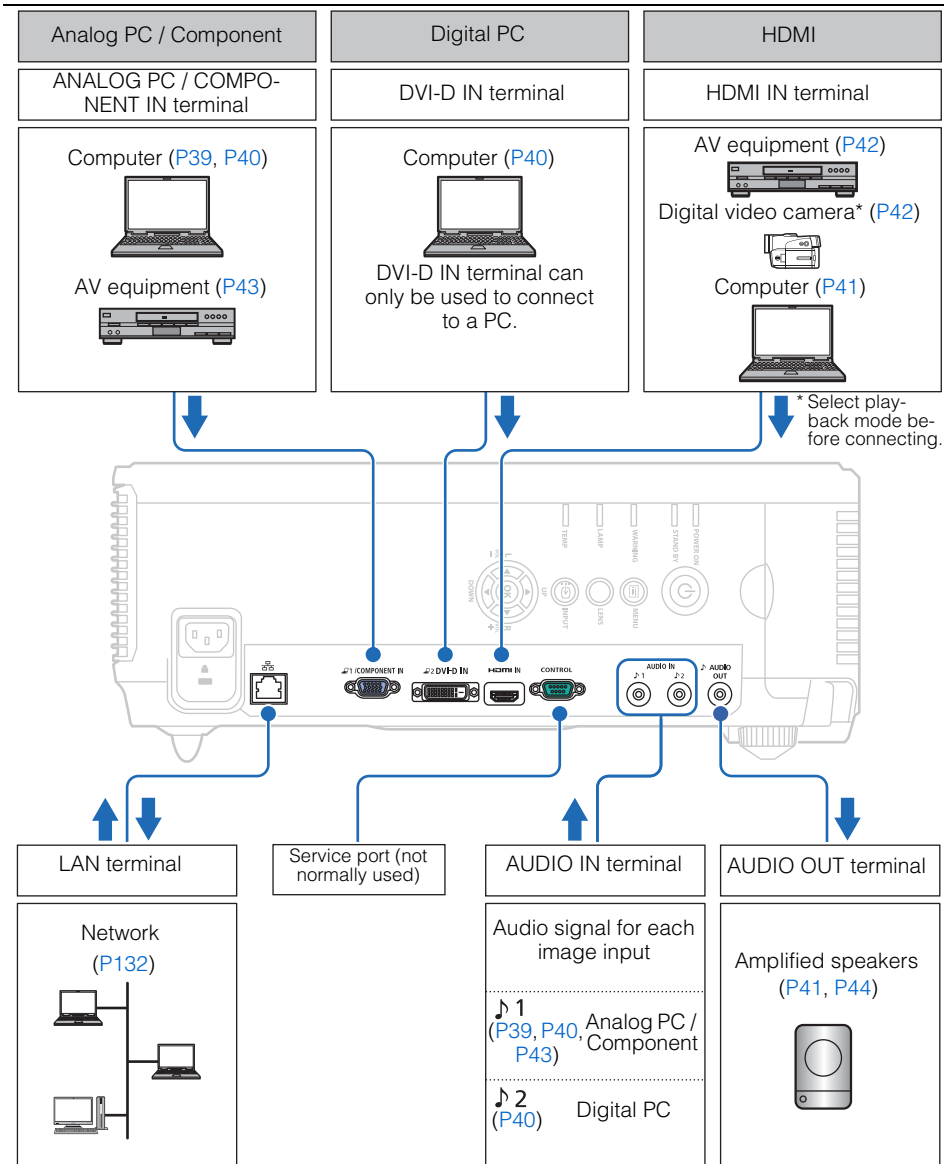 Analog PC / Component
Digital PC
HDMI
ANALOG PC / COMPO-
NENT IN terminal
DVI-D IN terminal
HDMI IN terminal
Computer (P39, P40)
AV equipment (P43)
Computer (P40)
DVI-D IN terminal can
only be used to connect
to a PC.
AV equipment (P42)
Digital video camera* (P42)
Computer (P41)
* Select play-
back mode be-
fore connecting.
TEMP
LAMP
WARNING
STAND BY
POWER ON
VOL
L
DOWN
OK
UP
VOL
R
INPUT
LENS
MENU
1 / COMPONENT IN
2 DVI-D IN
HDMI IN
CONTROL
AUDIO IN
♪ 1
♪ 2
♪ AUDIO
OUT
LAN terminal
Service port (not
normally used)
AUDIO IN terminal
AUDIO OUT terminal
Network
(P132)
Audio signal for each
image input
♪ 1
(P39, P40,
P43)
Analog PC /
Component
♪ 2
(P40)
Digital PC
Amplified speakers
(P41, P44)